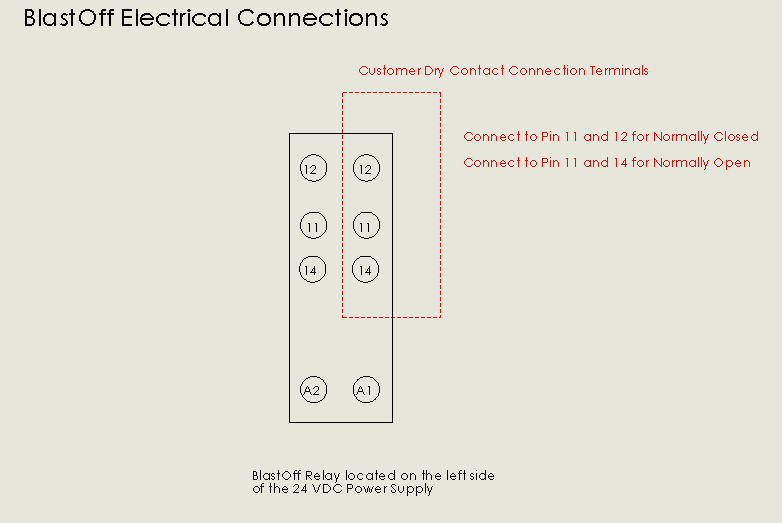 BlastOff Electrical Connections
Customer Dry Contact Connection Terminals
Connect to Pin 11 and 12 for Normally Closed
Connect to Pin 11 and 14 for Normally Open
12 12
11 11
14 14
A2 A1
BlastOff Relay located on the left side
of the 24 VDC Power Supply